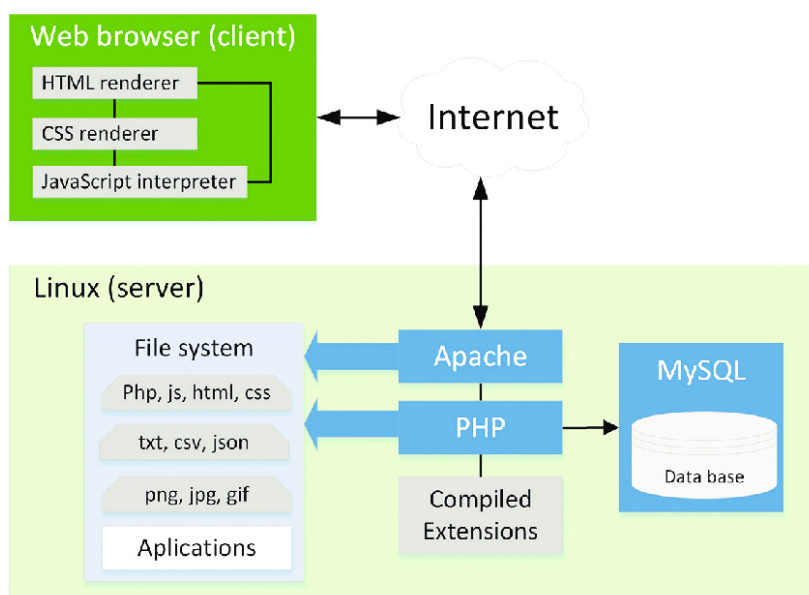 Web browser (client)
HTML renderer
CSS renderer
JavaScript interpreter
Internet
Linux (server)
File system
Php, js, html, css
txt, csv, json
png, jpg, gif
Aplications
Apache
PHP
Compiled
Extensions
MySQL
Data base